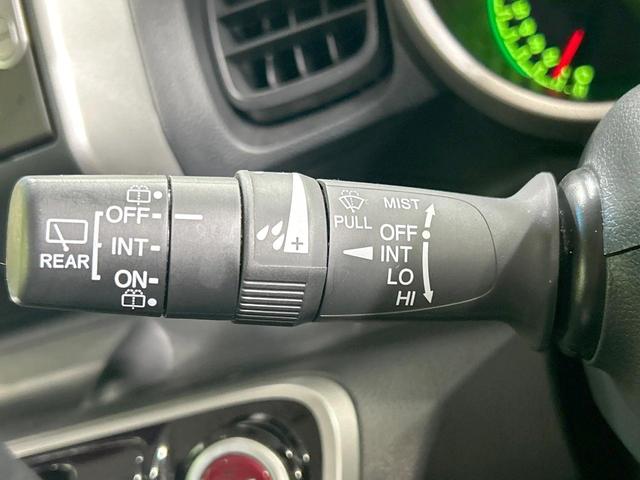 REAR
OFF
INT
ON
+
PULL
MIST
OFF
INT
LO
HI